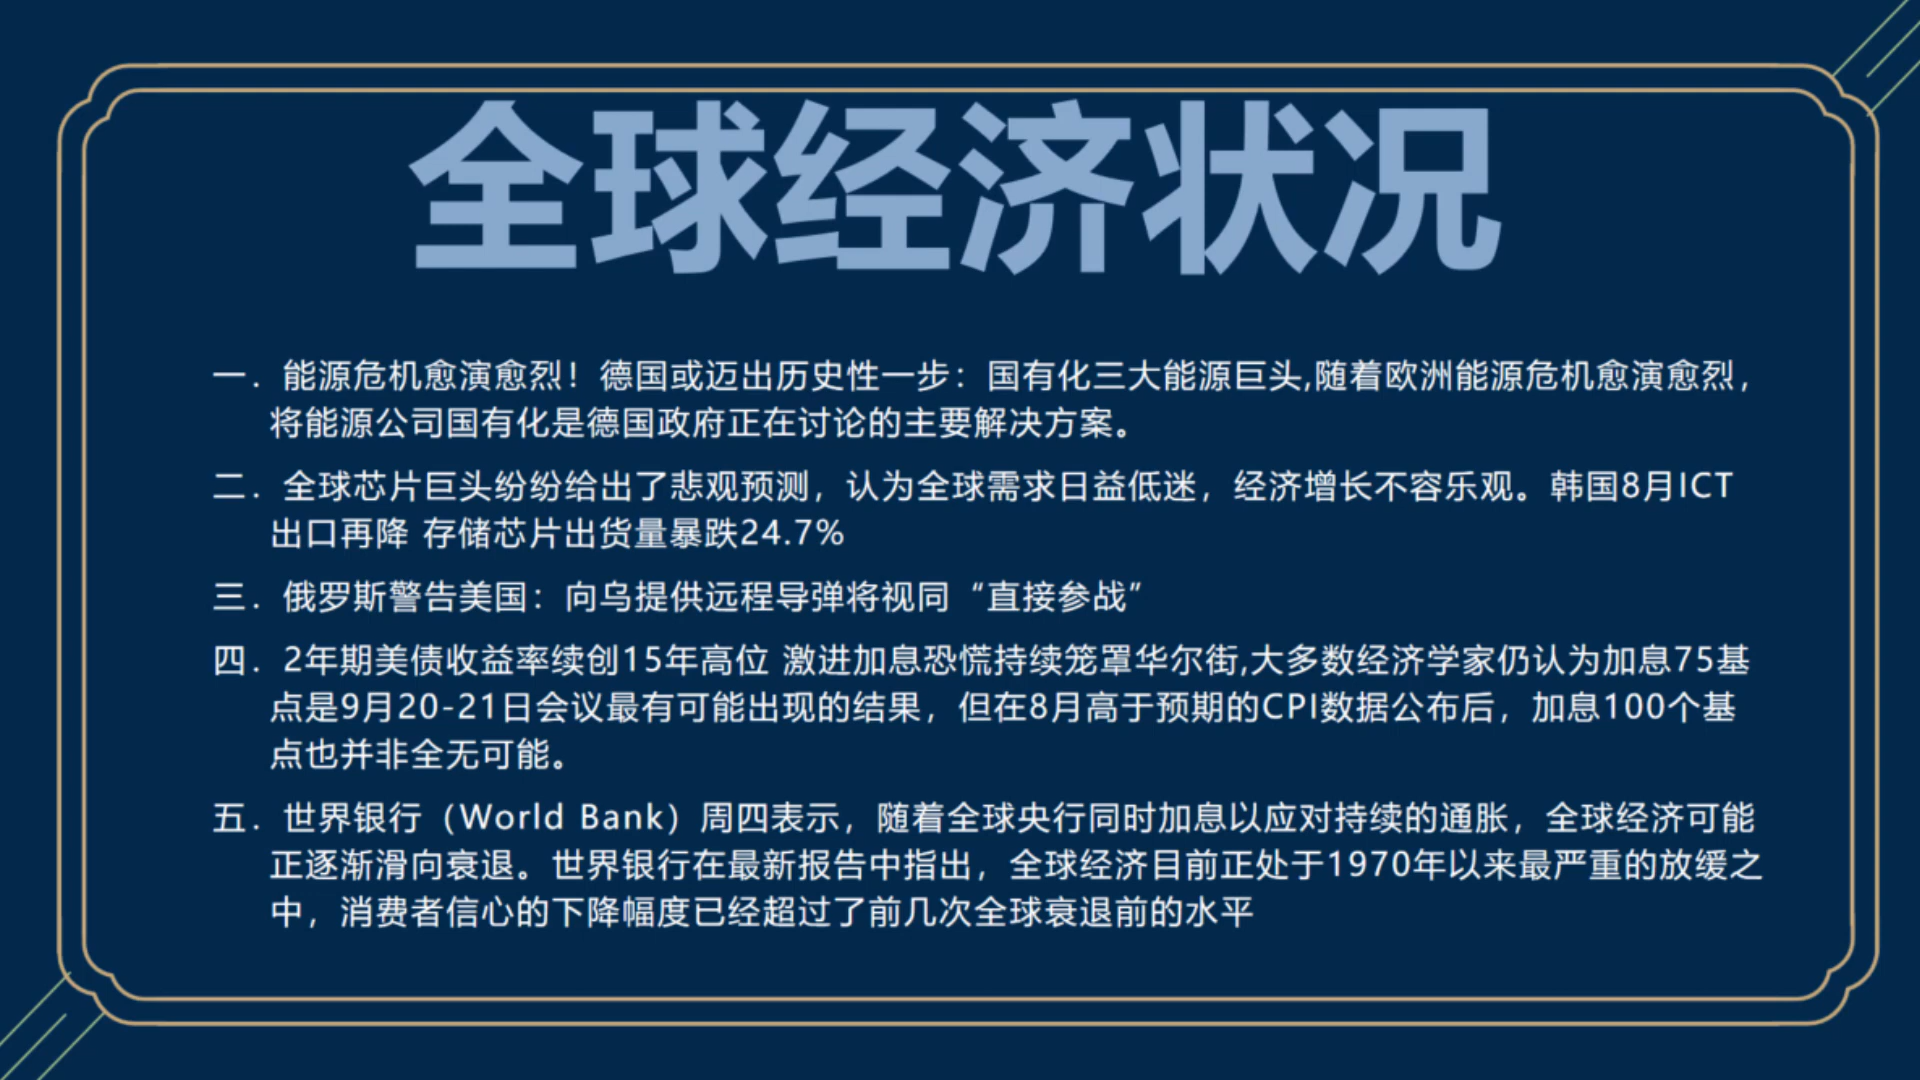 全球经济状况
一. 能源危机愈演愈烈！德国或迈出历史性一步：国有化三大能源巨头,随着欧洲能源危机愈演愈烈，
将能源公司国有化是德国政府正在讨论的主要解决方案。
二. 全球芯片巨头纷纷给出了悲观预测，认为全球需求日益低迷，经济增长不容乐观。韩国8月ICT
出口再降 存储芯片出货量暴跌24.7%
三. 俄罗斯警告美国：向乌提供远程导弹将视同“直接参战”
四. 2年期美债收益率续创15年高位 激进加息恐慌持续笼罩华尔街,大多数经济学家仍认为加息75基
点是9月20-21日会议最有可能出现的结果，但在8月高于预期的CPI数据公布后，加息100个基
点也并非全无可能。
五. 世界银行（World Bank）周四表示，随着全球央行同时加息以应对持续的通胀，全球经济可能
正逐渐滑向衰退。世界银行在最新报告中指出，全球经济目前正处于1970年以来最严重的放缓之
中，消费者信心的下降幅度已经超过了前几次全球衰退前的水平